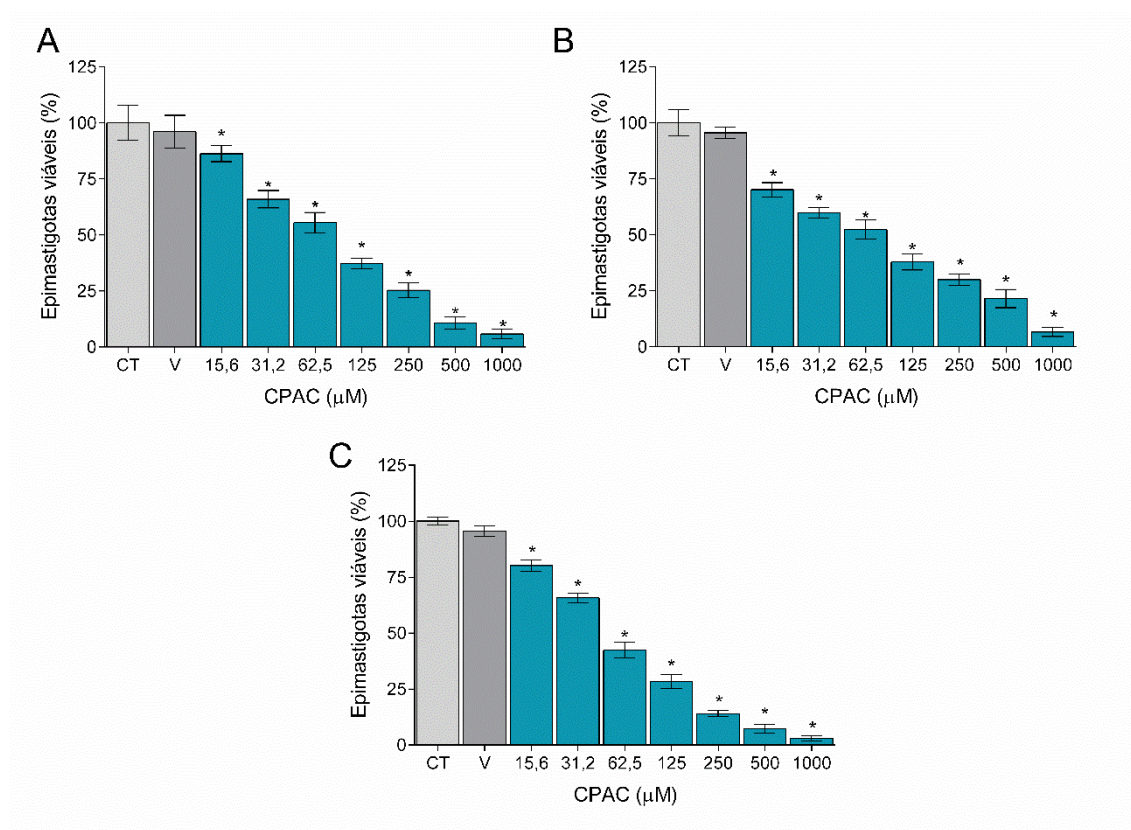 A
Epimastigotas viáveis (%)
125
100
75
50
25
0
* * * * * * *
CT V 15,6 31,2 62,5 125 250 500 1000
CPAC (μM)
B
Epimastigotas viáveis (%)
125
100
75
50
25
0
* * * * * * *
CT V 15,6 31,2 62,5 125 250 500 1000
CPAC (μM)
C
Epimastigotas viáveis (%)
125
100
75
50
25
0
* * * * * * *
CT V 15,6 31,2 62,5 125 250 500 1000
CPAC (μM)